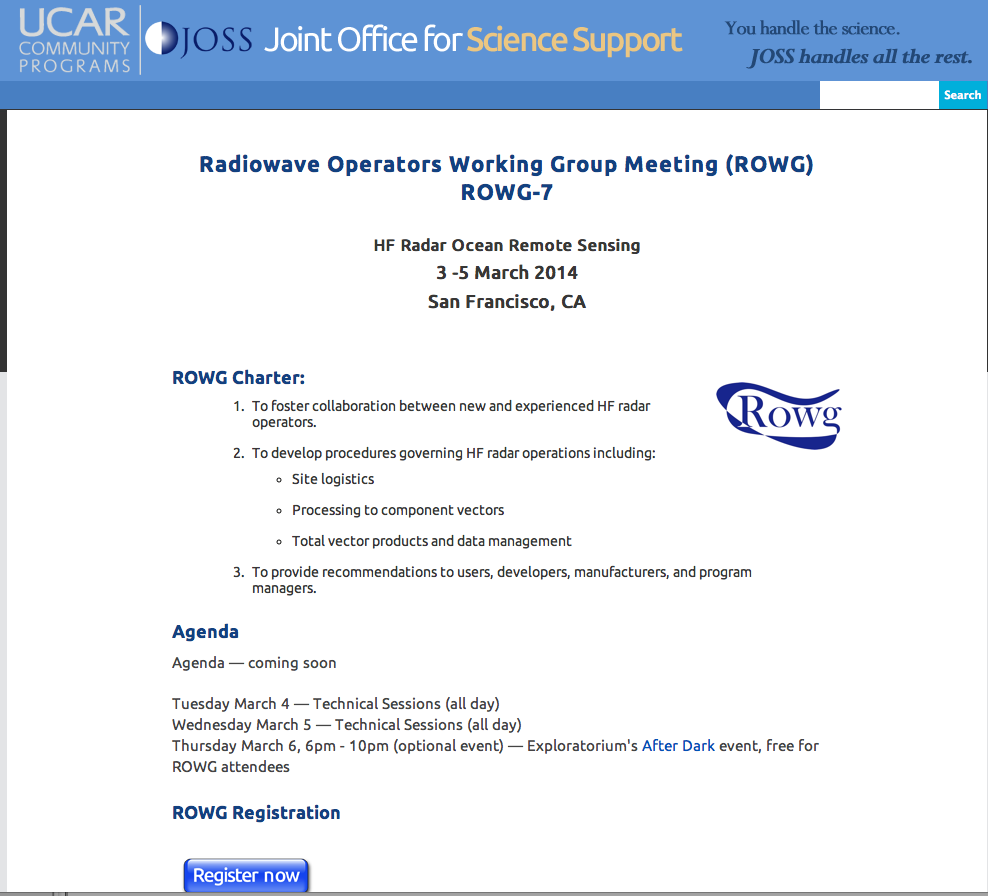 UCAR
COMMUNITY
PROGRAMS
JOSS Joint Office for Science Support
You handle the science.
JOSS handles all the rest.
Search
Radiowave Operators Working Group Meeting (ROWG)
ROWG-7
HF Radar Ocean Remote Sensing
3 -5 March 2014
San Francisco, CA
ROWG Charter:
Rowg
1. To foster collaboration between new and experienced HF radar
operators.
2. To develop procedures governing HF radar operations including:
◦ Site logistics
◦ Processing to component vectors
◦ Total vector products and data management
3. To provide recommendations to users, developers, manufacturers, and program
managers.
Agenda
Agenda — coming soon
Tuesday March 4 — Technical Sessions (all day)
Wednesday March 5 — Technical Sessions (all day)
Thursday March 6, 6pm - 10pm (optional event) — Exploratorium's After Dark event, free for
ROWG attendees
ROWG Registration
Register now